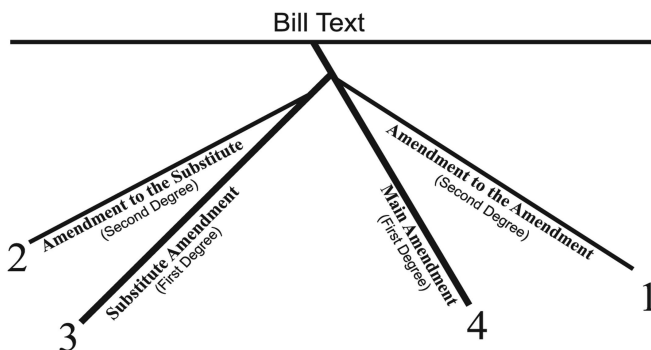 Bill Text
Amendment to the Substitute
(Second Degree)
2
Substitute Amendment
(First Degree)
3
Main Amendment
(First Degree)
4
Amendment to the Amendment
(Second Degree)
1